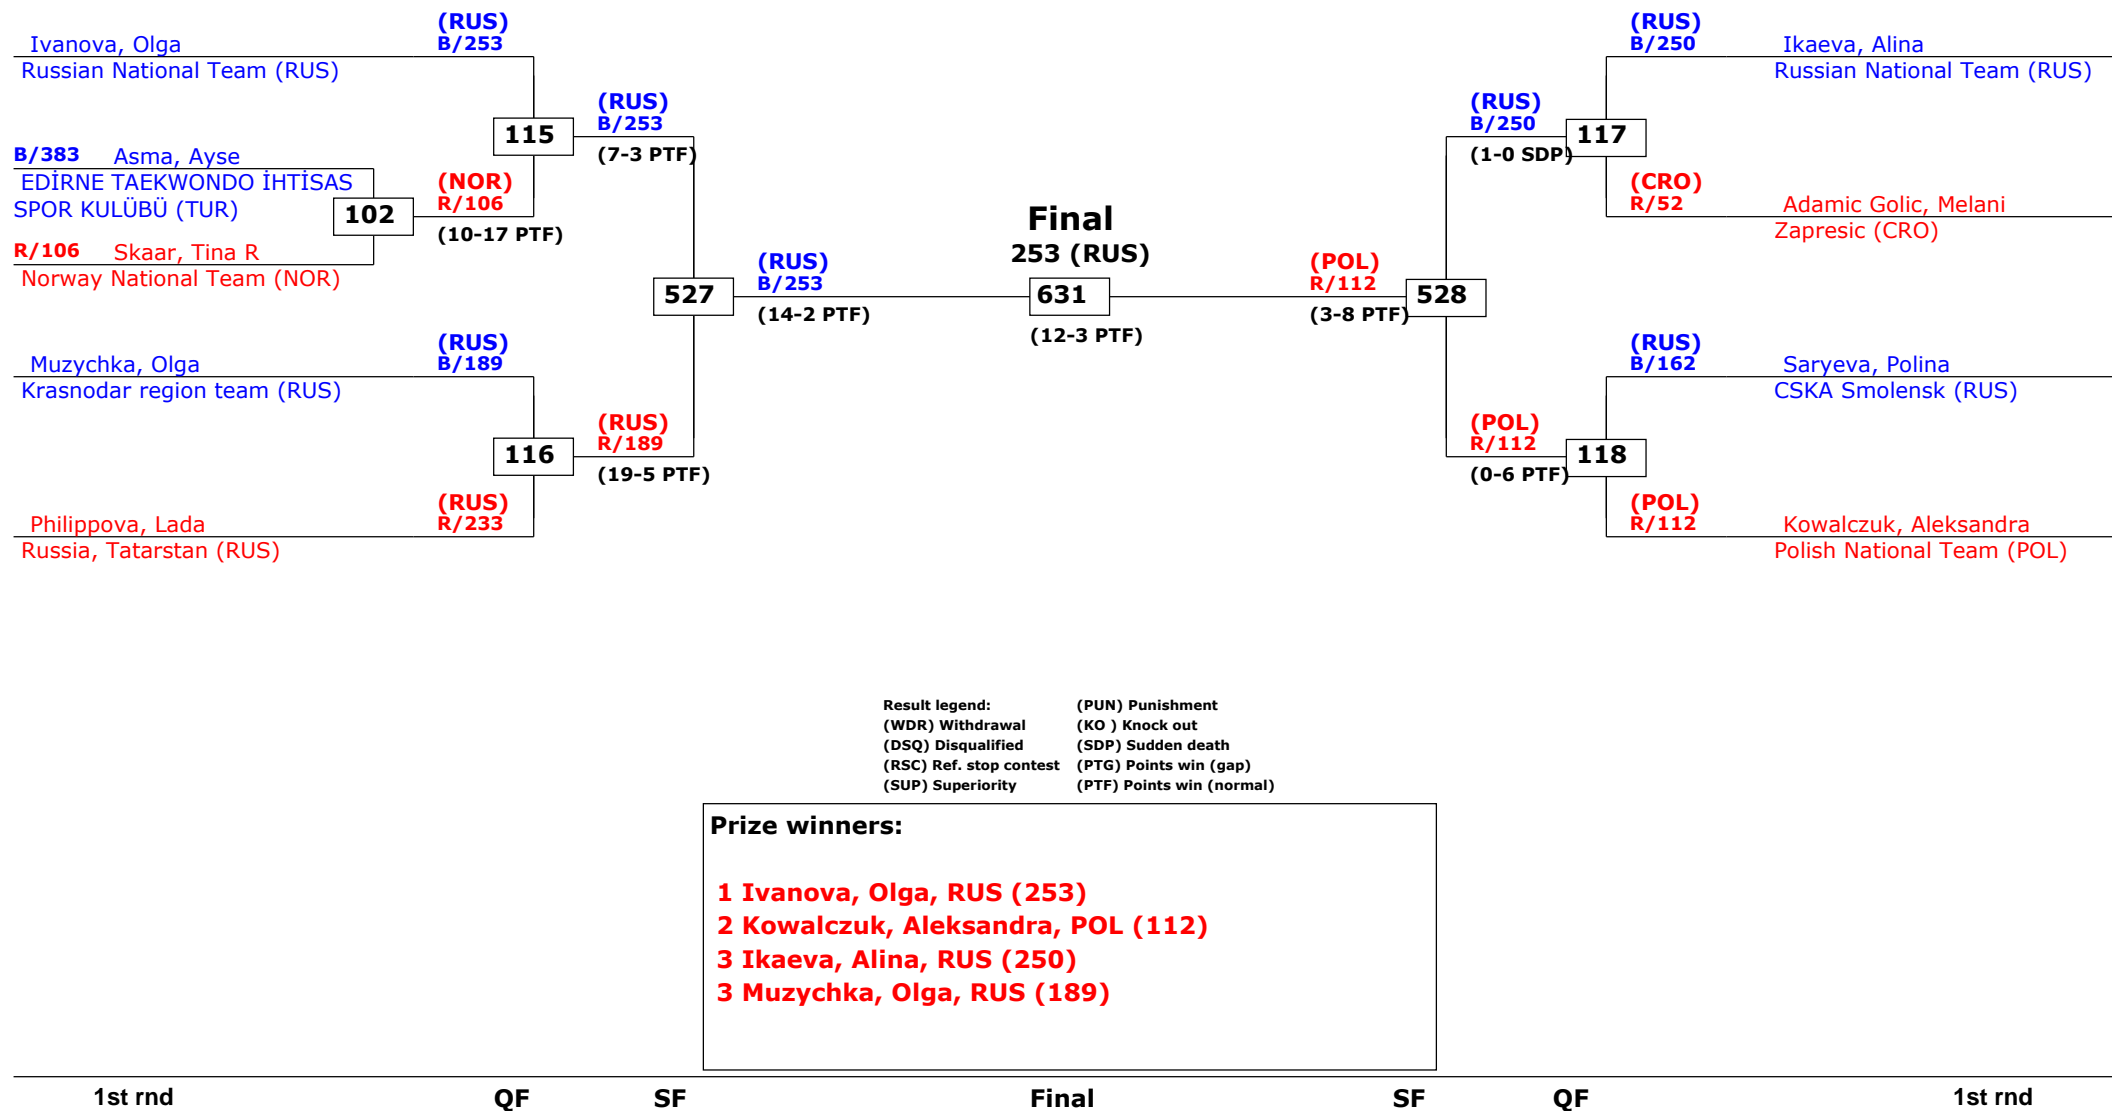 (RUS)
B/253
Ivanova, Olga
Russian National Team (RUS)
115
(RUS)
B/253
(7-3 PTF)
B/383 Asma, Ayse
EDİRNE TAEKWONDO İHTİSAS
SPOR KULÜBÜ (TUR)
102
(NOR)
R/106
(10-17 PTF)
R/106 Skaar, Tina R
Norway National Team (NOR)
527
(RUS)
B/253
(14-2 PTF)
(RUS)
B/189
Muzychka, Olga
Krasnodar region team (RUS)
116
(RUS)
R/189
(19-5 PTF)
(RUS)
R/233
Philippova, Lada
Russia, Tatarstan (RUS)
Final
253 (RUS)
631
(12-3 PTF)
(RUS)
B/250
Ikaeva, Alina
Russian National Team (RUS)
(RUS)
B/250
(1-0 SDP)
117
(CRO)
R/52
Adamic Golic, Melani
Zapresic (CRO)
(POL)
R/112
(3-8 PTF)
528
(RUS)
B/162
Saryeva, Polina
CSKA Smolensk (RUS)
(POL)
R/112
(0-6 PTF)
118
(POL)
R/112
Kowalczuk, Aleksandra
Polish National Team (POL)
Result legend: (PUN) Punishment
(WDR) Withdrawal (KO ) Knock out
(DSQ) Disqualified (SDP) Sudden death
(RSC) Ref. stop contest (PTG) Points win (gap)
(SUP) Superiority (PTF) Points win (normal)
Prize winners:
1 Ivanova, Olga, RUS (253)
2 Kowalczuk, Aleksandra, POL (112)
3 Ikaeva, Alina, RUS (250)
3 Muzychka, Olga, RUS (189)
1st rnd QF SF Final SF QF 1st rnd